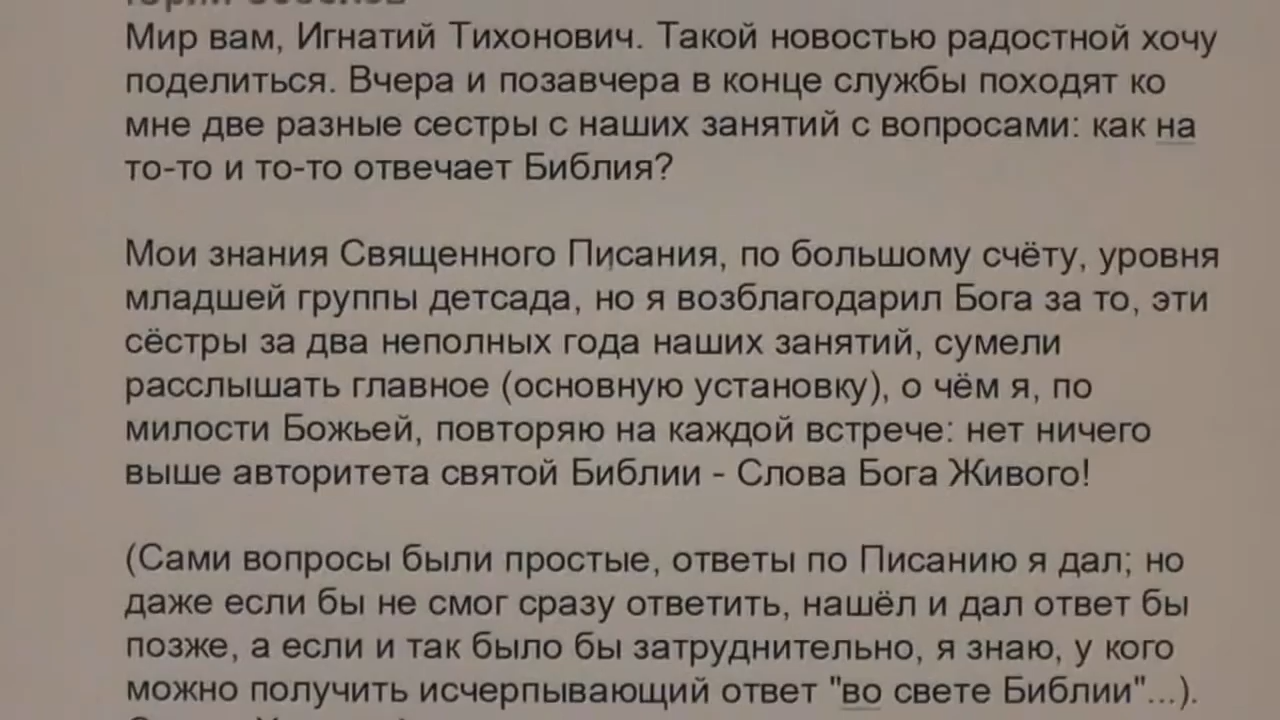 Мир вам, Игнатий Тихонович. Такой новостью радостной хочу
поделиться. Вчера и позавчера в конце службы походят ко
мне две разные сестры с наших занятий с вопросами: как на
то-то и то-то отвечает Библия?
Мои знания Священного Писания, по большому счёту, уровня
младшей группы детсада, но я возблагодарил Бога за то, эти
сёстры за два неполных года наших занятий, сумели
расслышать главное (основную установку), о чём я, по
милости Божьей, повторяю на каждой встрече: нет ничего
выше авторитета святой Библии - Слова Бога Живого!
(Сами вопросы были простые, ответы по Писанию я дал; но
даже если бы не смог сразу ответить, нашёл и дал ответ бы
позже, а если и так было бы затруднительно, я знаю, у кого
можно получить исчерпывающий ответ "во свете Библии"...).